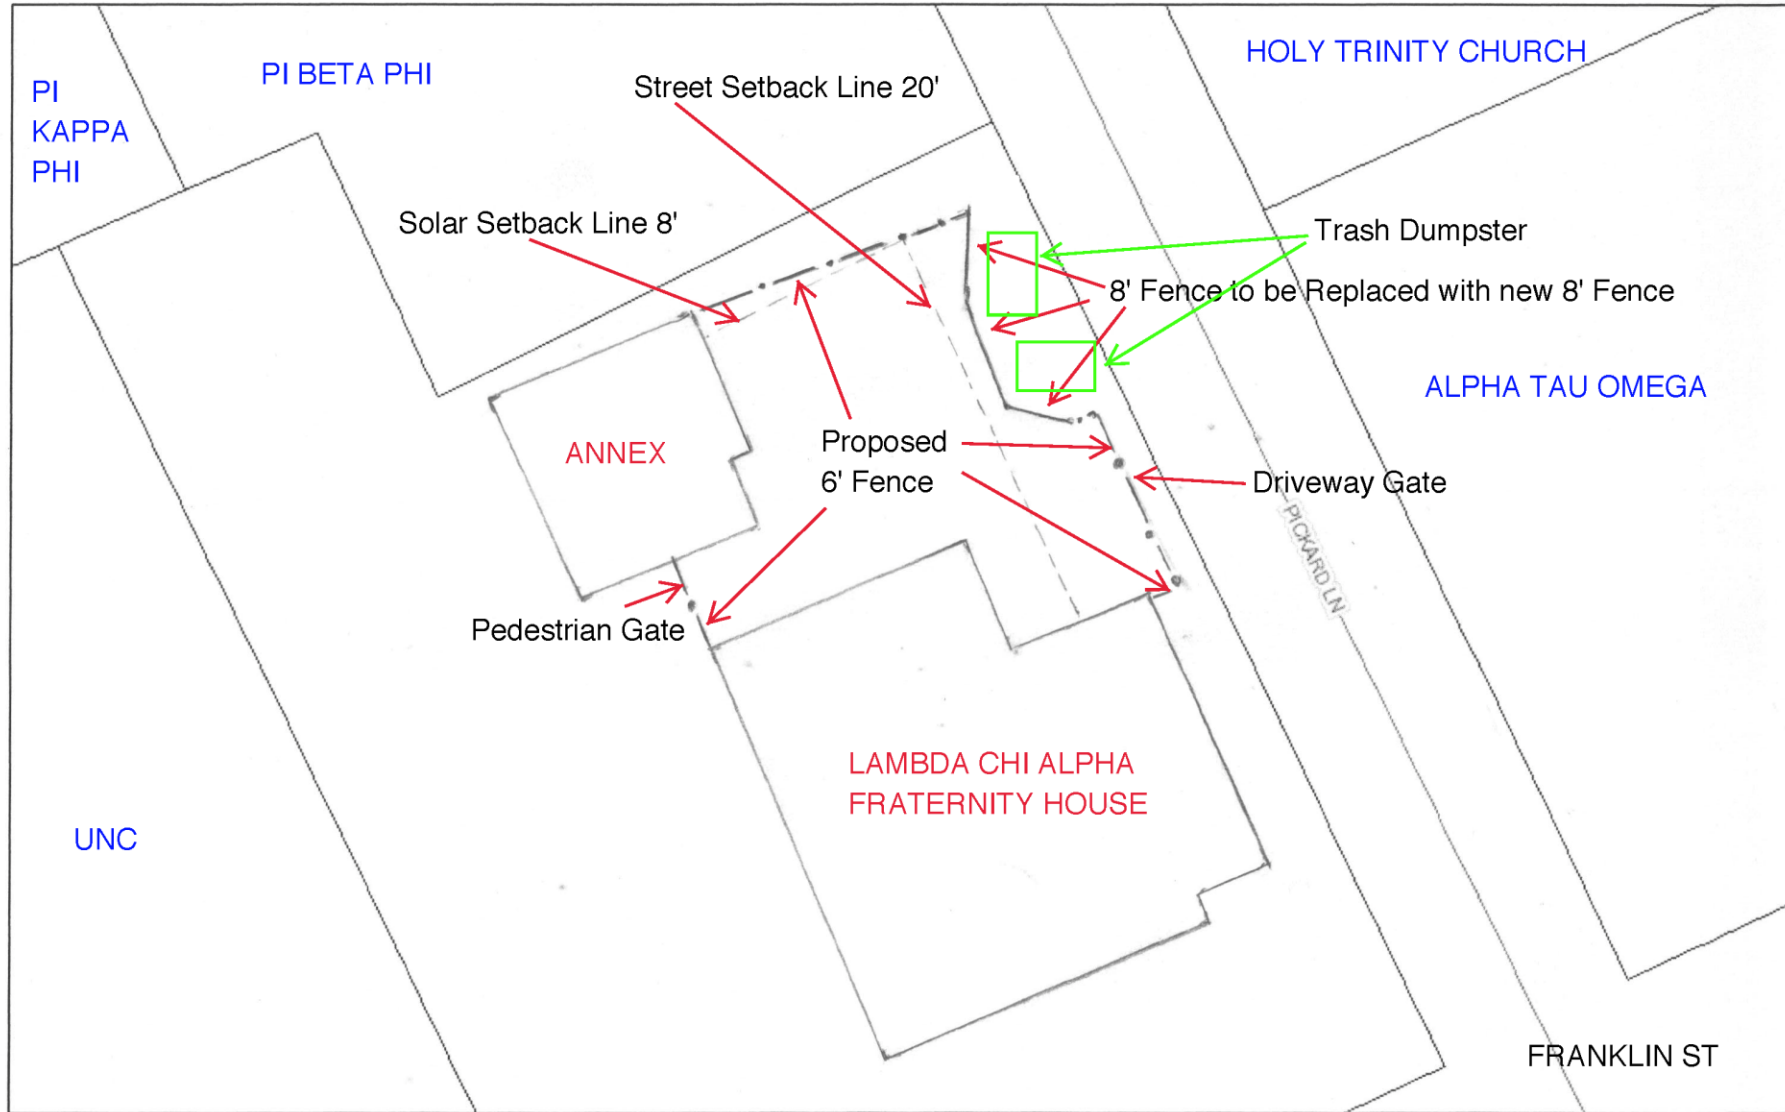 HOLY TRINITY CHURCH
PI BETA PHI
PI
KAPPA
PHI
Street Setback Line 20'
Solar Setback Line 8'
Trash Dumpster
8' Fence to be Replaced with new 8' Fence
ALPHA TAU OMEGA
ANNEX
Proposed
6' Fence
Driveway Gate
PICKARD LN
Pedestrian Gate
LAMBDA CHI ALPHA
FRATERNITY HOUSE
UNC
FRANKLIN ST